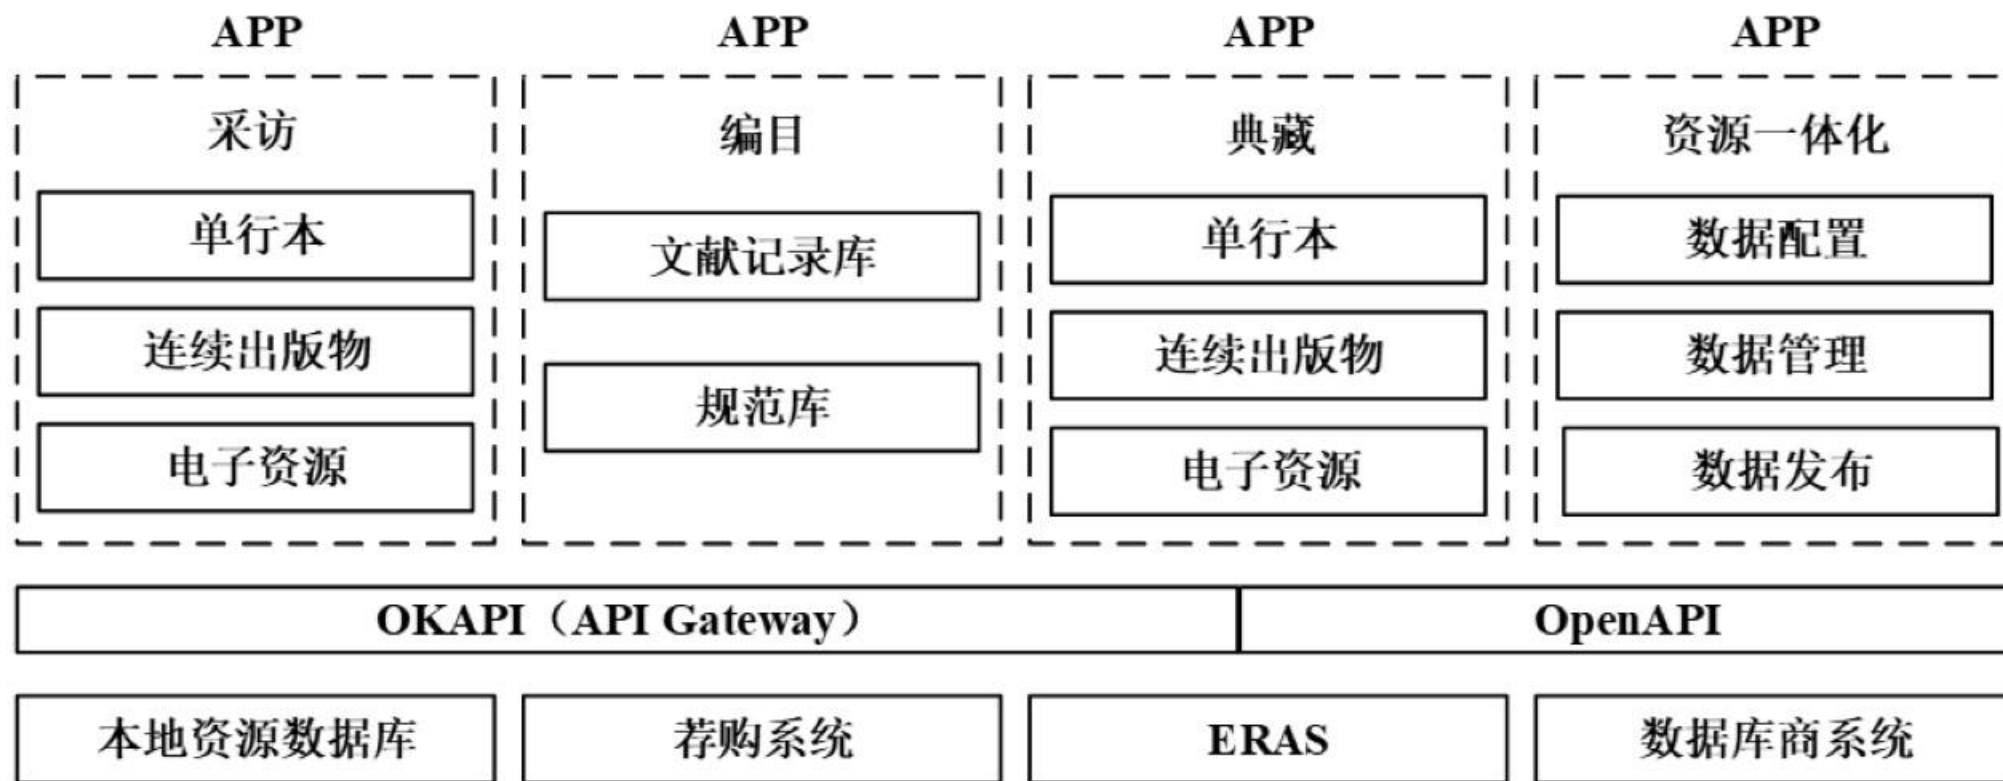 APP
APP
APP
APP
采访
单行本
连续出版物
电子资源
编目
文献记录库
规范库
典藏
单行本
连续出版物
电子资源
资源一体化
数据配置
数据管理
数据发布
OKAPI（API Gateway）
OpenAPI
本地资源数据库
荐购系统
ERAS
数据库商系统